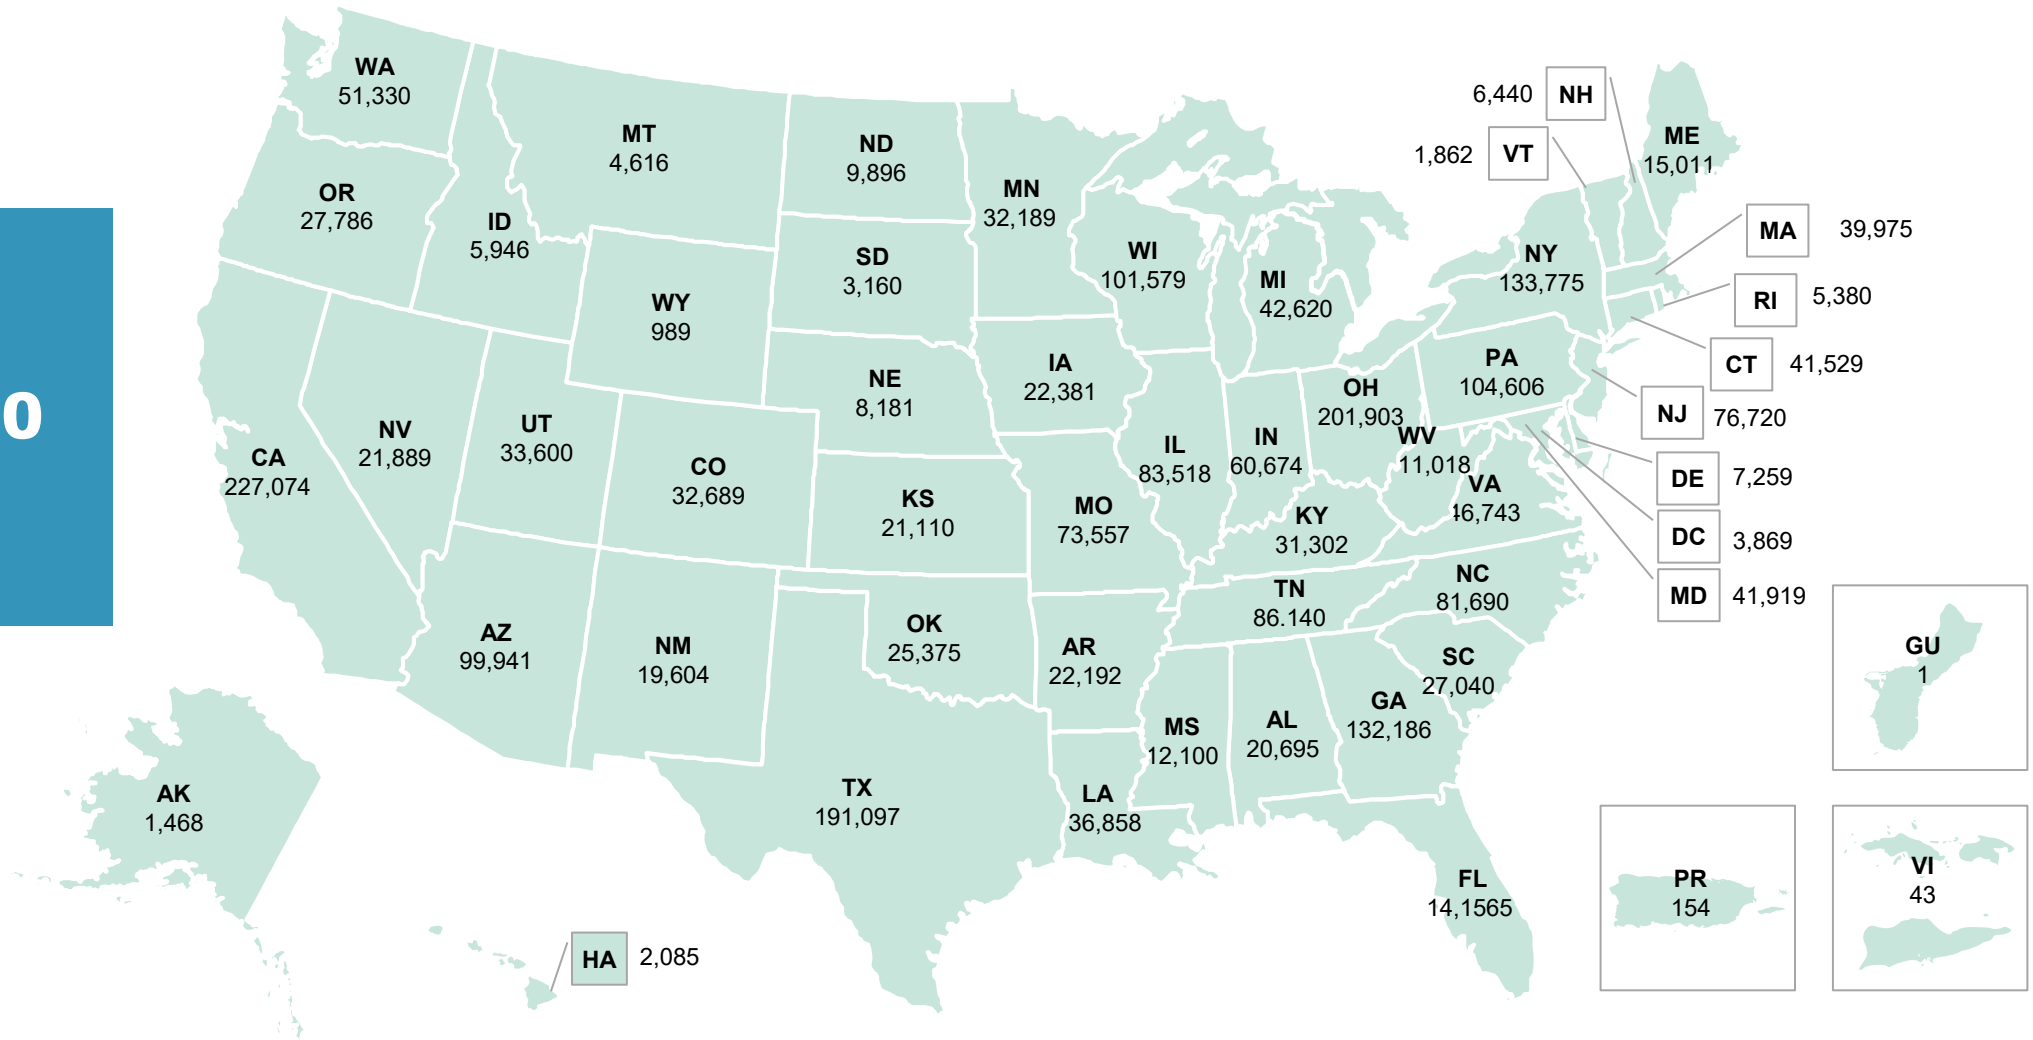 WA
51,330
MT
4,616
ND
9,896
MN
32,189
OR
27,786
ID
5,946
WY
989
SD
3,160
WI
101,579
MI
42,620
NY
133,775
6,440 NH
1,862 VT
ME
15,011
MA 39,975
RI 5,380
CT 41,529
NJ 76,720
DE 7,259
DC 3,869
MD 41,919
0
CA
227,074
NV
21,889
UT
33,600
CO
32,689
NE
8,181
KS
21,110
IA
22,381
MO
73,557
IL
83,518
IN
60,674
OH
201,903
PA
104,606
WV
11,018
VA
46,743
KY
31,302
TN
86.140
NC
81,690
SC
27,040
AZ
99,941
NM
19,604
OK
25,375
AR
22,192
TX
191,097
LA
36,858
MS
12,100
AL
20,695
GA
132,186
FL
14,1565
AK
1,468
HA 2,085
GU
1
PR
154
VI
43